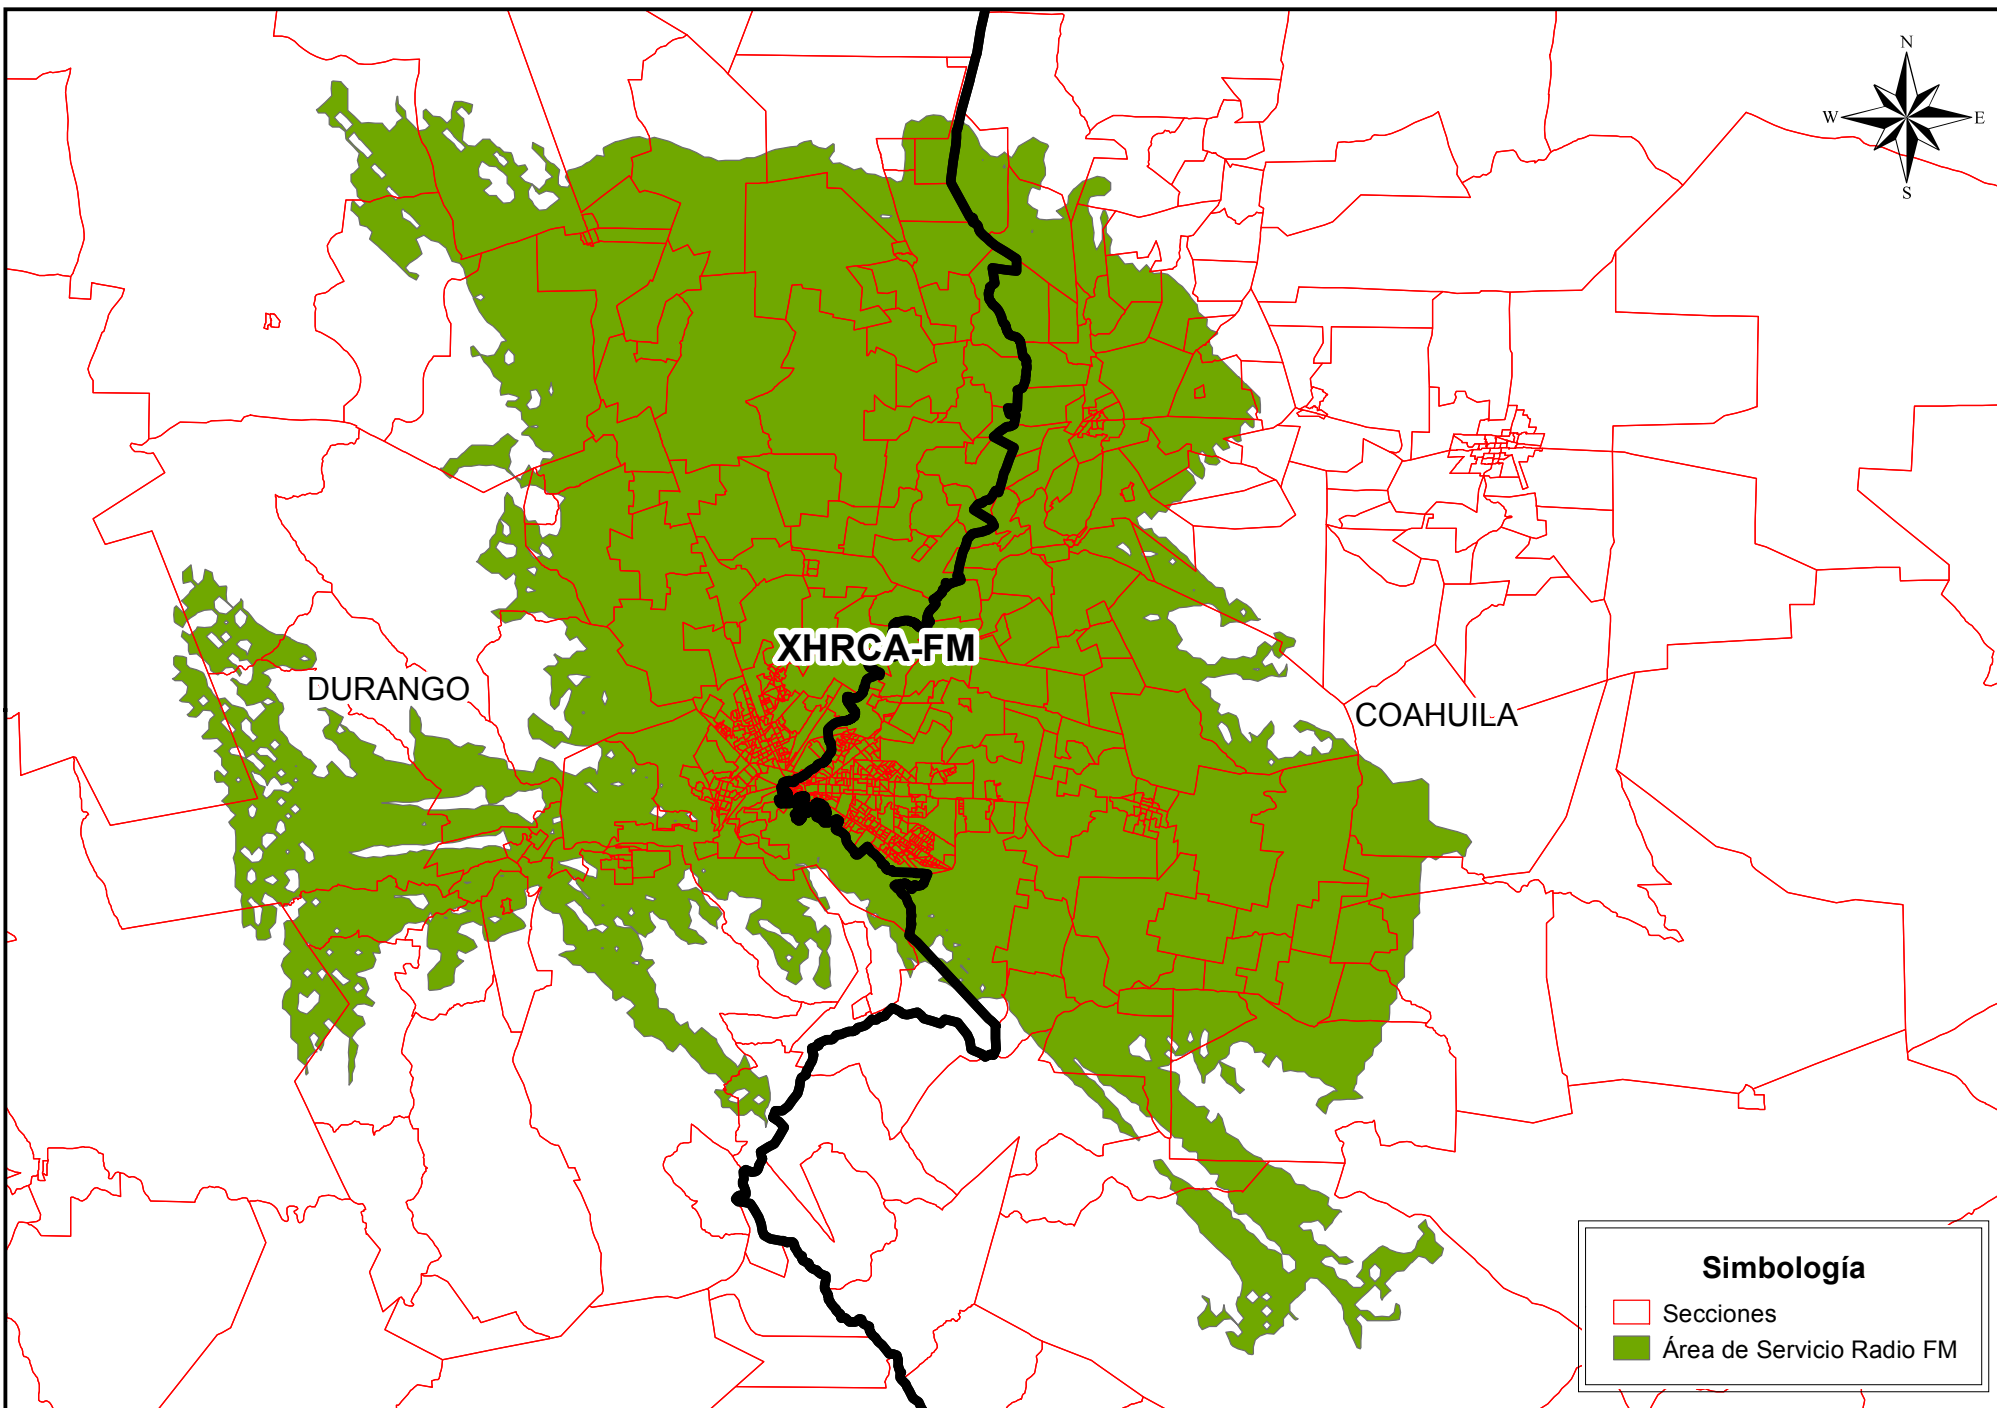 N
W E
S
XHRCA-FM
DURANGO
COAHUILA
Simbología
Secciones
Área de Servicio Radio FM